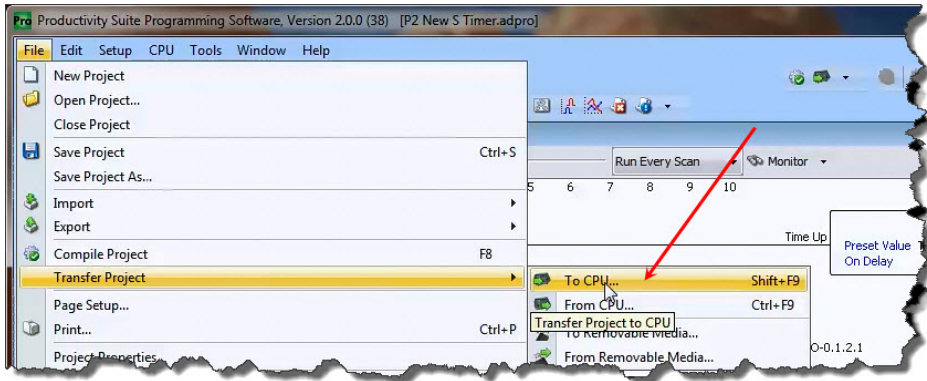 Pro Productivity Suite Programming Software, Version 2.0.0 (38) [P2 New S Timer.adpro]
File Edit Setup CPU Tools Window Help
New Project
Open Project...
Close Project
Save Project Ctrl+S
Save Project As...
Run Every Scan Monitor
5 6 7 8 9 10
Import
Export
Time Up
Preset Value
On Delay
Compile Project F8
Transfer Project
To CPU... Shift+F9
Page Setup...
From CPU... Ctrl+F9
Transfer Project to CPU
Print... Ctrl+P
To Removable Media...
O-0.1.2.1
Project Properties...
From Removable Media...